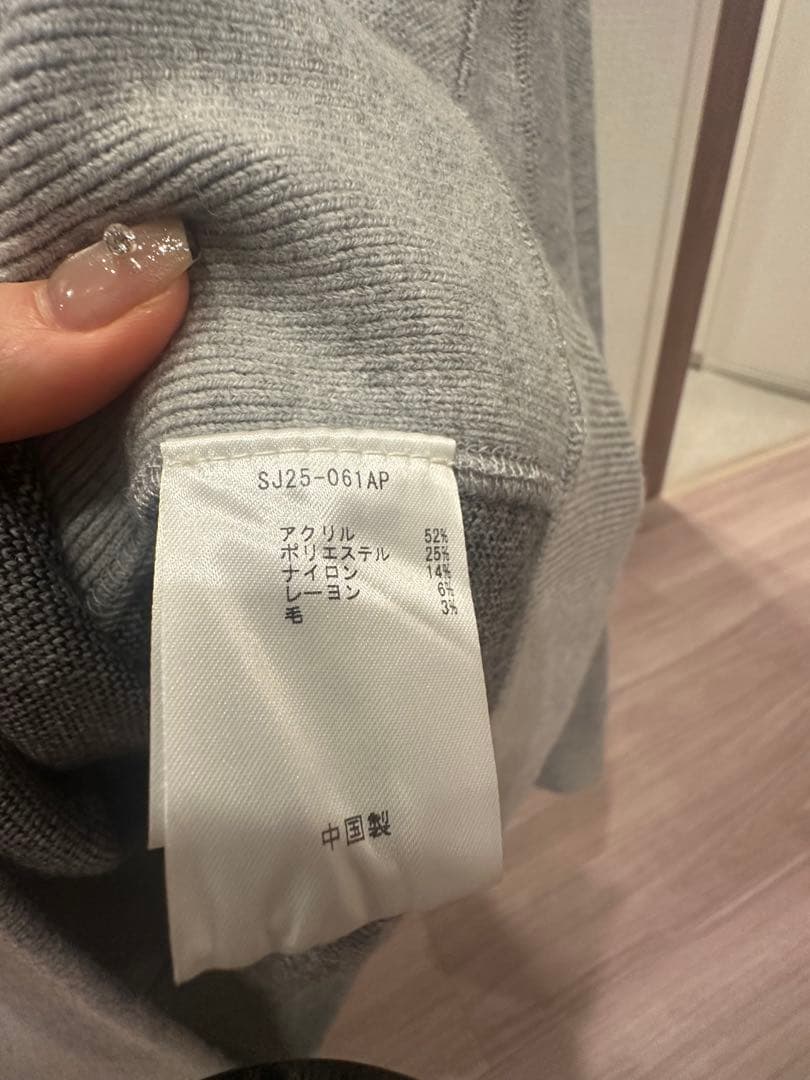 SJ25-061AP
アクリル 52%
ポリエステル 25%
ナイロン 14%
レーヨン 6%
毛 3%
中国製